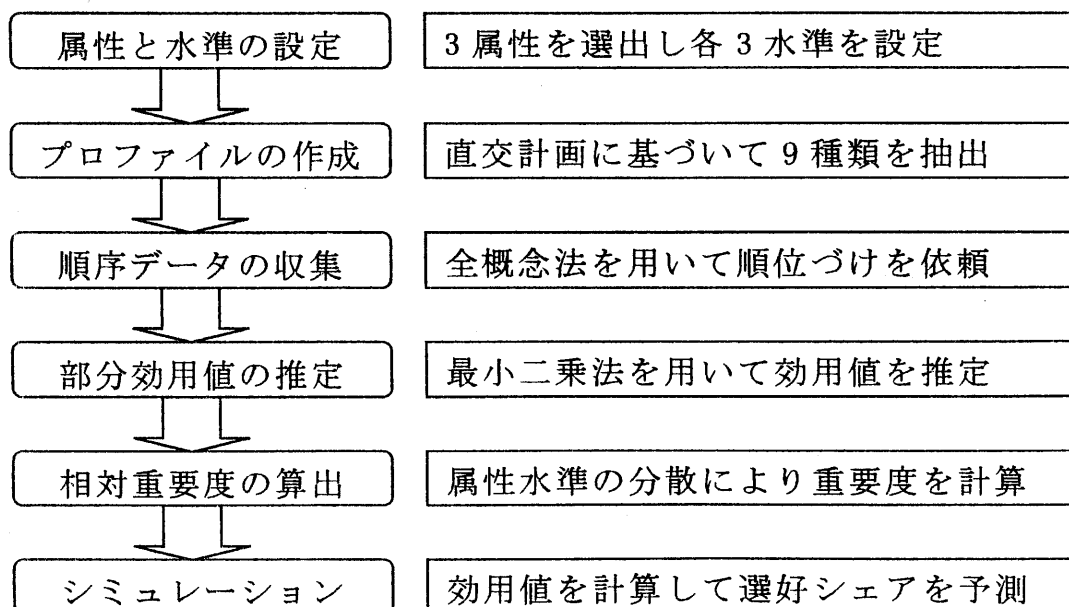 属性と水準の設定
3属性を選出し各3水準を設定
プロファイルの作成
直交計画に基づいて9種類を抽出
順序データの収集
全概念法を用いて順位づけを依頼
部分効用値の推定
最小二乗法を用いて効用値を推定
相対重要度の算出
属性水準の分散により重要度を計算
シミュレーション
効用値を計算して選好シェアを予測